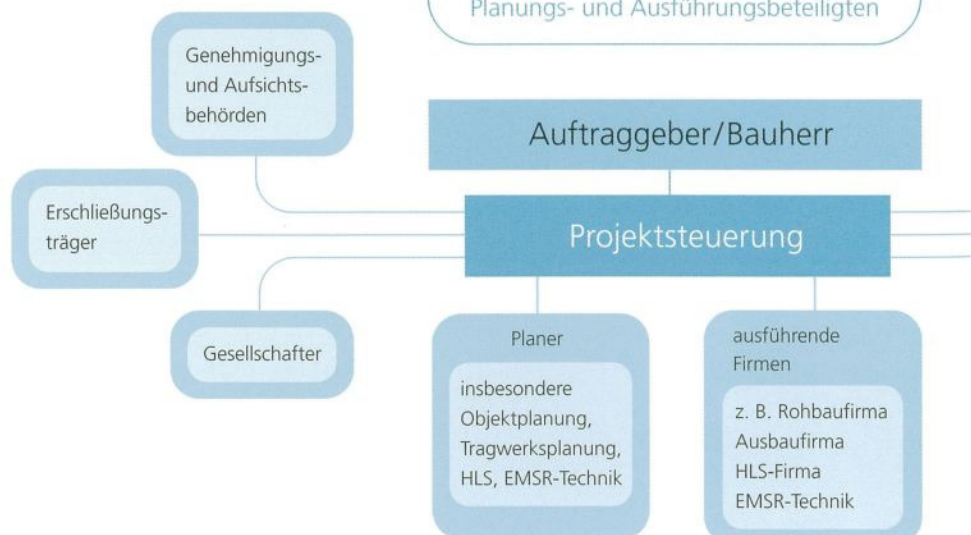 Planungs- und Ausführungsbeteiligten
Genehmigungs-
und Aufsichts-
behörden
Auftraggeber/Bauherr
Erschließungs-
träger
Projektsteuerung
Gesellschafter
Planer
insbesondere
Objektplanung,
Tragwerksplanung,
HLS, EMSR-Technik
ausführende
Firmen
z. B. Rohbaufirma
Ausbaufirma
HLS-Firma
EMSR-Technik